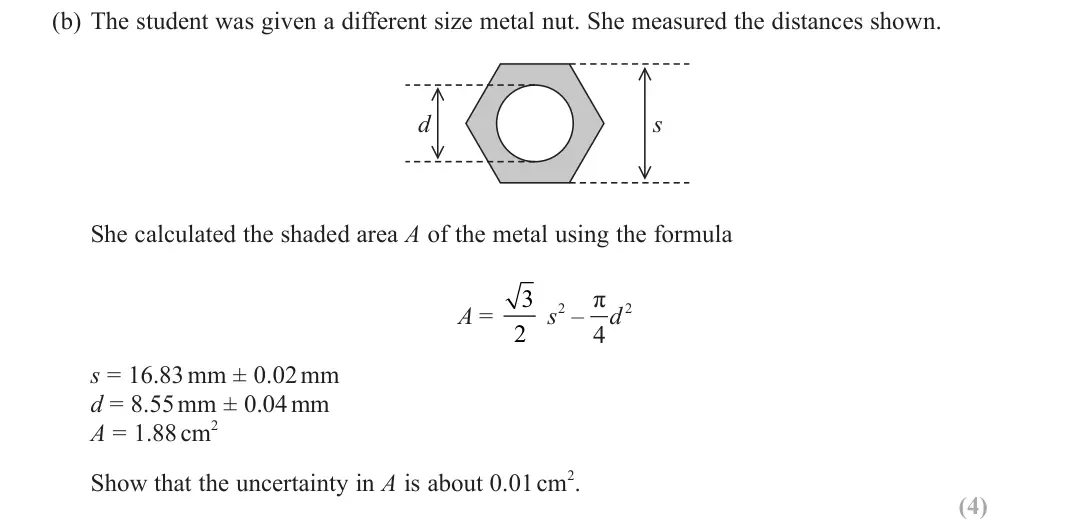 (b) The student was given a different size metal nut. She measured the distances shown.
d
s
She calculated the shaded area A of the metal using the formula
A = √3/2 s² − π/4 d²
s = 16.83 mm ± 0.02 mm
d = 8.55 mm ± 0.04 mm
A = 1.88 cm²
Show that the uncertainty in A is about 0.01 cm².
(4)